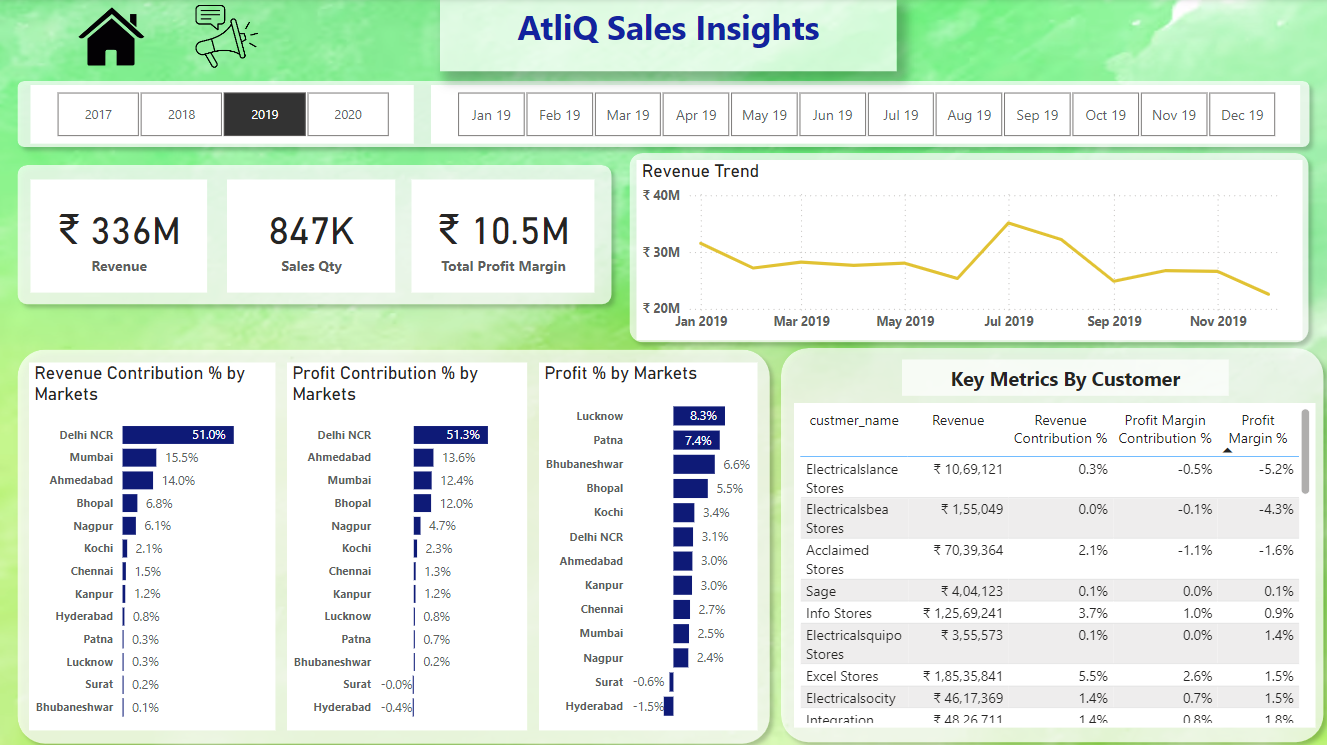 AtliQ Sales Insights
2017 2018 2019 2020
Jan 19 Feb 19 Mar 19 Apr 19 May 19 Jun 19 Jul 19 Aug 19 Sep 19 Oct 19 Nov 19 Dec 19
₹ 336M
Revenue
847K
Sales Qty
₹ 10.5M
Total Profit Margin
Revenue Trend
₹ 40M
₹ 30M
₹ 20M
Jan 2019 Mar 2019 May 2019 Jul 2019 Sep 2019 Nov 2019
Revenue Contribution % by
Markets
Delhi NCR 51.0%
Mumbai 15.5%
Ahmedabad 14.0%
Bhopal 6.8%
Nagpur 6.1%
Kochi 2.1%
Chennai 1.5%
Kanpur 1.2%
Hyderabad 0.8%
Patna 0.3%
Lucknow 0.3%
Surat 0.2%
Bhubaneshwar 0.1%
Profit Contribution % by
Markets
Delhi NCR 51.3%
Ahmedabad 13.6%
Mumbai 12.4%
Bhopal 12.0%
Nagpur 4.7%
Kochi 2.3%
Chennai 1.3%
Kanpur 1.2%
Lucknow 0.8%
Patna 0.7%
Bhubaneshwar 0.2%
Surat -0.0%
Hyderabad -0.4%
Profit % by Markets
Lucknow 8.3%
Patna 7.4%
Bhubaneshwar 6.6%
Bhopal 5.5%
Kochi 3.4%
Delhi NCR 3.1%
Ahmedabad 3.0%
Kanpur 3.0%
Chennai 2.7%
Mumbai 2.5%
Nagpur 2.4%
Surat -0.6%
Hyderabad -1.5%
Key Metrics By Customer
custmer_name Revenue Revenue Profit Margin Profit
Contribution % Contribution % Margin %
Electricalslance ₹ 10,69,121 0.3% -0.5% -5.2%
Stores
Electricalsbea ₹ 1,55,049 0.0% -0.1% -4.3%
Stores
Acclaimed ₹ 70,39,364 2.1% -1.1% -1.6%
Stores
Sage ₹ 4,04,123 0.1% 0.0% 0.1%
Info Stores ₹ 1,25,69,241 3.7% 1.0% 0.9%
Electricalsquipo ₹ 3,55,573 0.1% 0.0% 1.4%
Stores
Excel Stores ₹ 1,85,35,841 5.5% 2.6% 1.5%
Electricalsocity ₹ 46,17,369 1.4% 0.7% 1.5%
Integration ₹ 48,26,711 1.4% 0.8% 1.8%